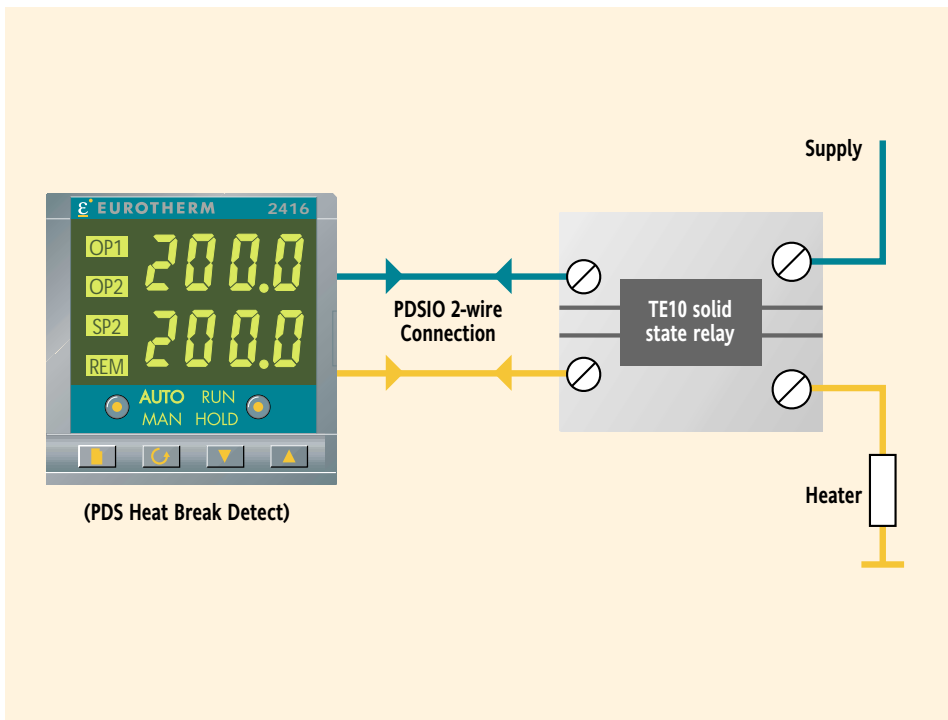 Supply
ε EUROTHERM 2416
OP1
200.0
OP2
SP2
200.0
REM
AUTO RUN
MAN HOLD
(PDS Heat Break Detect)
PDSIO 2-wire
Connection
TE10 solid
state relay
Heater